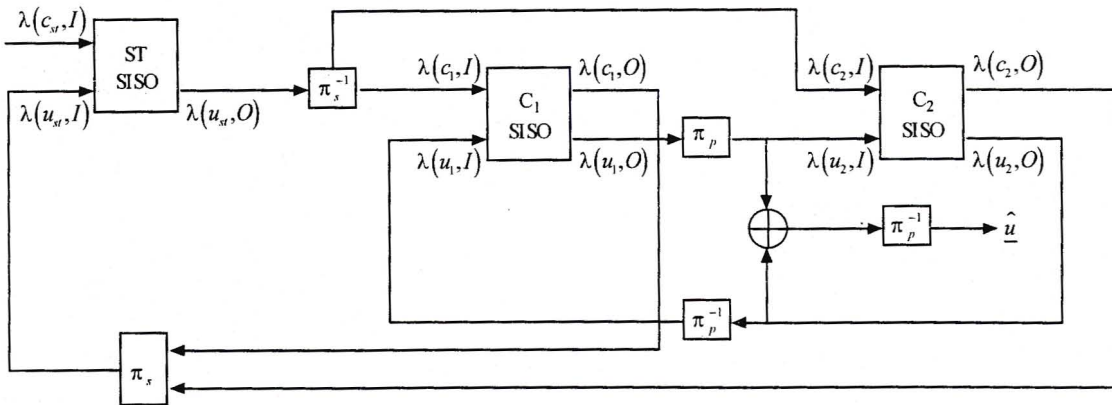 λ(c_st, I)
ST
SISO
λ(u_st, I)
λ(u_st, O)
π_s^-1
λ(c_1, I)
C_1
SISO
λ(c_1, O)
λ(u_1, I)
λ(u_1, O)
π_p
λ(c_2, I)
C_2
SISO
λ(c_2, O)
λ(u_2, I)
λ(u_2, O)
π_p^-1
û
π_p^-1
π_s